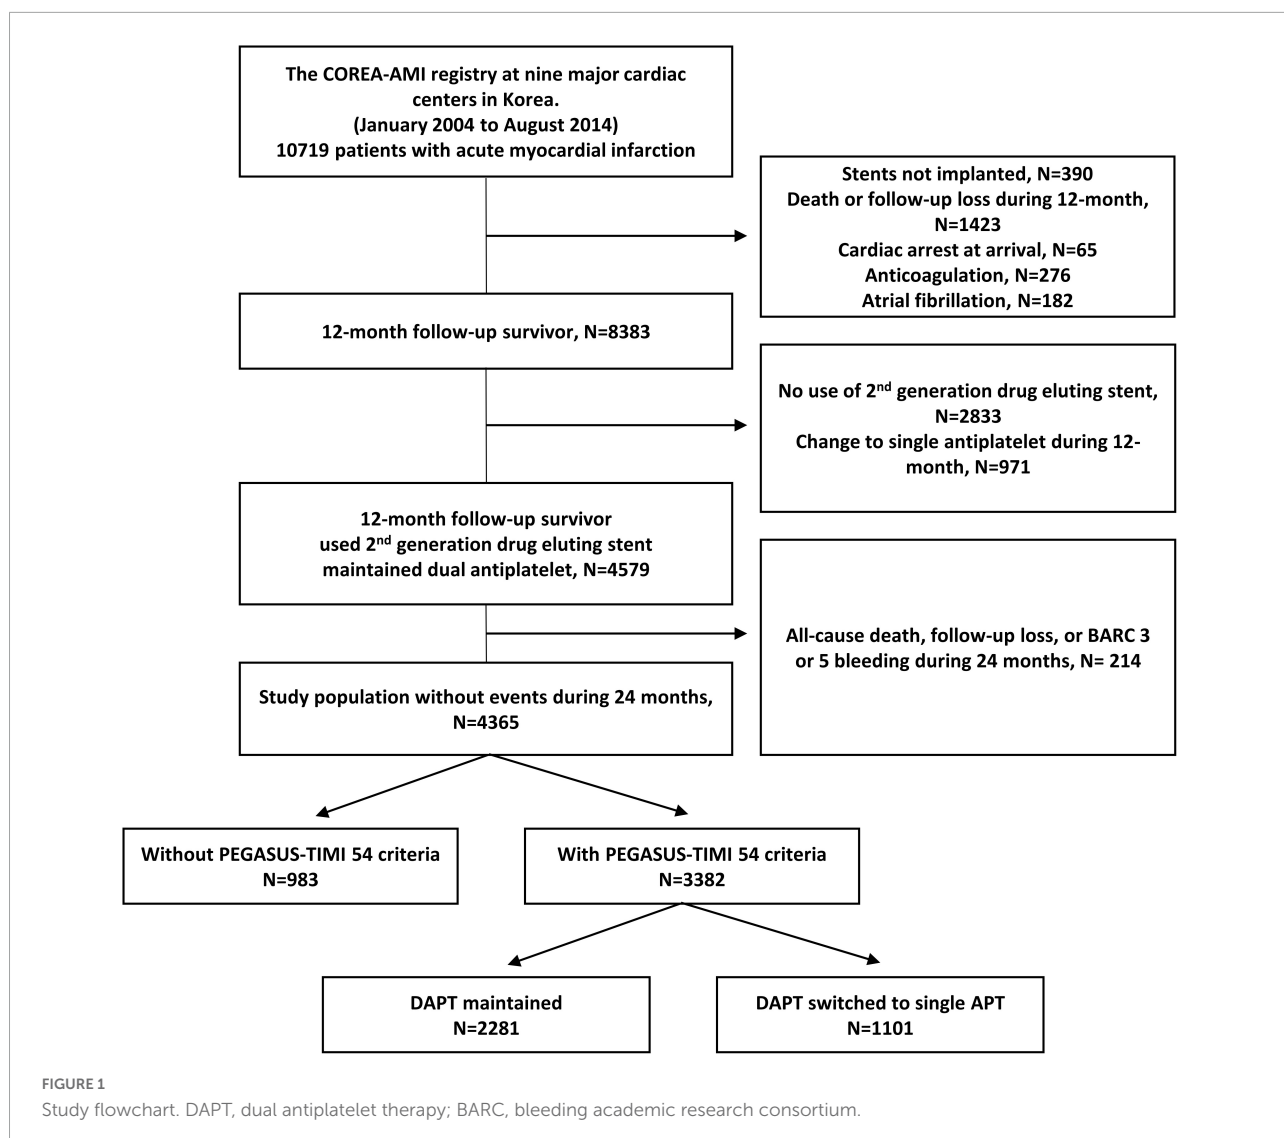 The COREA-AMI registry at nine major cardiac
centers in Korea.
(January 2004 to August 2014)
10719 patients with acute myocardial infarction
Stents not implanted, N=390
Death or follow-up loss during 12-month,
N=1423
Cardiac arrest at arrival, N=65
Anticoagulation, N=276
Atrial fibrillation, N=182
12-month follow-up survivor, N=8383
No use of 2nd generation drug eluting stent,
N=2833
Change to single antiplatelet during 12-
month, N=971
12-month follow-up survivor
used 2nd generation drug eluting stent
maintained dual antiplatelet, N=4579
All-cause death, follow-up loss, or BARC 3
or 5 bleeding during 24 months, N= 214
Study population without events during 24 months,
N=4365
Without PEGASUS-TIMI 54 criteria
N=983
With PEGASUS-TIMI 54 criteria
N=3382
DAPT maintained
N=2281
DAPT switched to single APT
N=1101
FIGURE 1
Study flowchart. DAPT, dual antiplatelet therapy; BARC, bleeding academic research consortium.